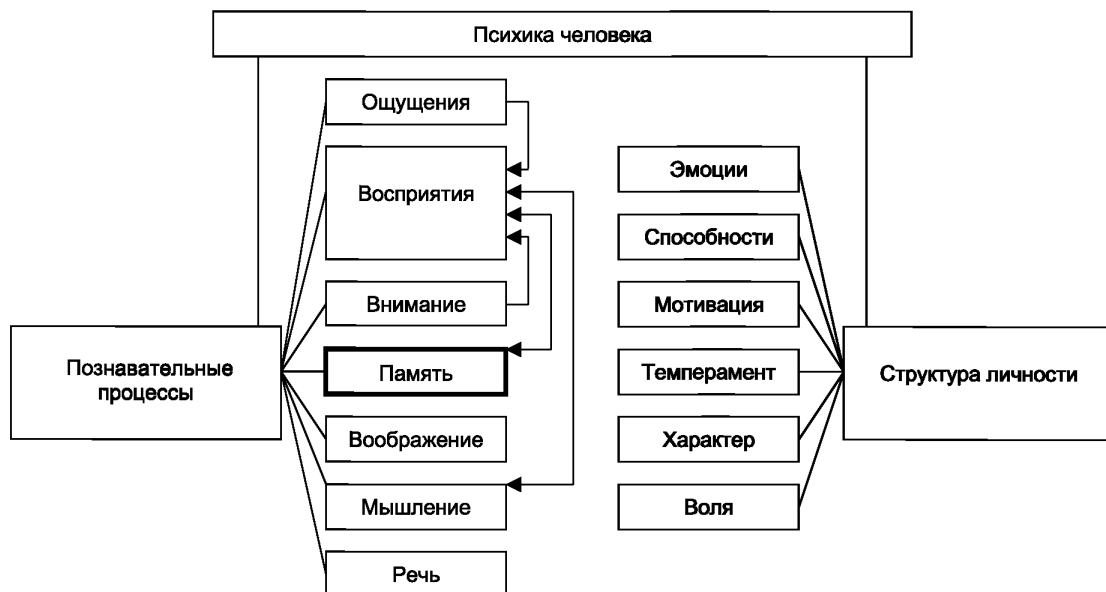 Психика человека
Ощущения
Восприятия
Внимание
Память
Воображение
Мышление
Речь
Познавательные
процессы
Эмоции
Способности
Мотивация
Темперамент
Характер
Воля
Структура личности